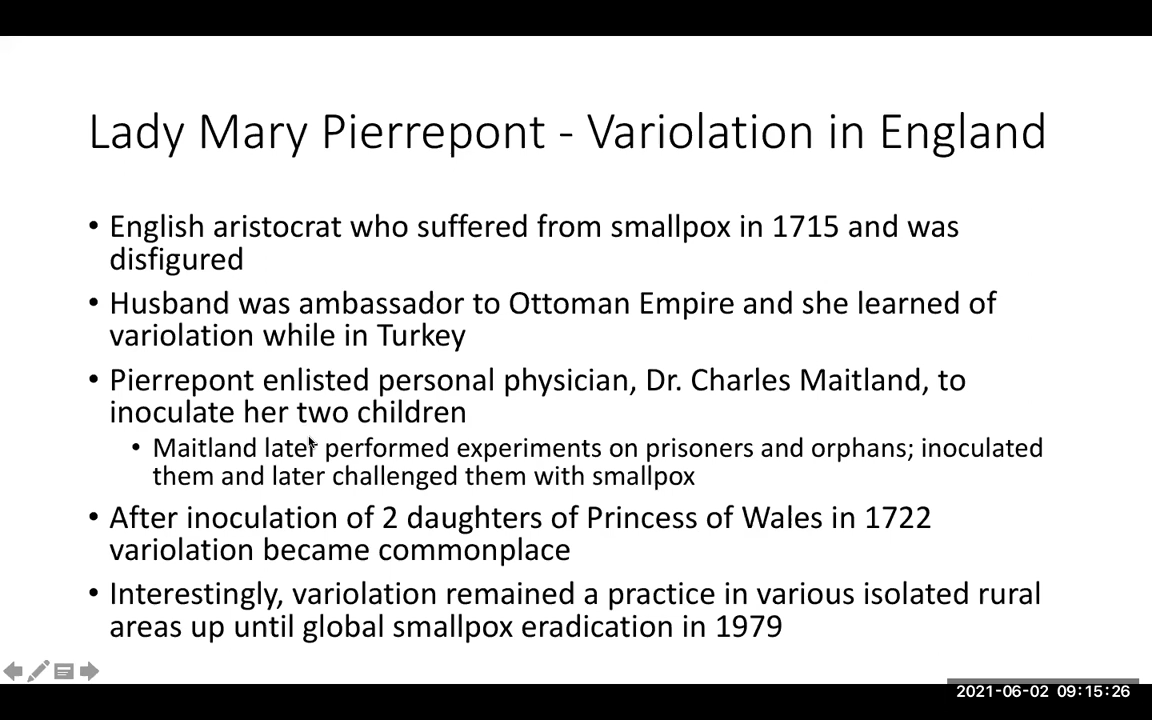 Lady Mary Pierrepont - Variolation in England
• English aristocrat who suffered from smallpox in 1715 and was
disfigured
• Husband was ambassador to Ottoman Empire and she learned of
variolation while in Turkey
• Pierrepont enlisted personal physician, Dr. Charles Maitland, to
inoculate her two children
• Maitland later performed experiments on prisoners and orphans; inoculated
them and later challenged them with smallpox
• After inoculation of 2 daughters of Princess of Wales in 1722
variolation became commonplace
• Interestingly, variolation remained a practice in various isolated rural
areas up until global smallpox eradication in 1979
2021-06-02 09:15:26